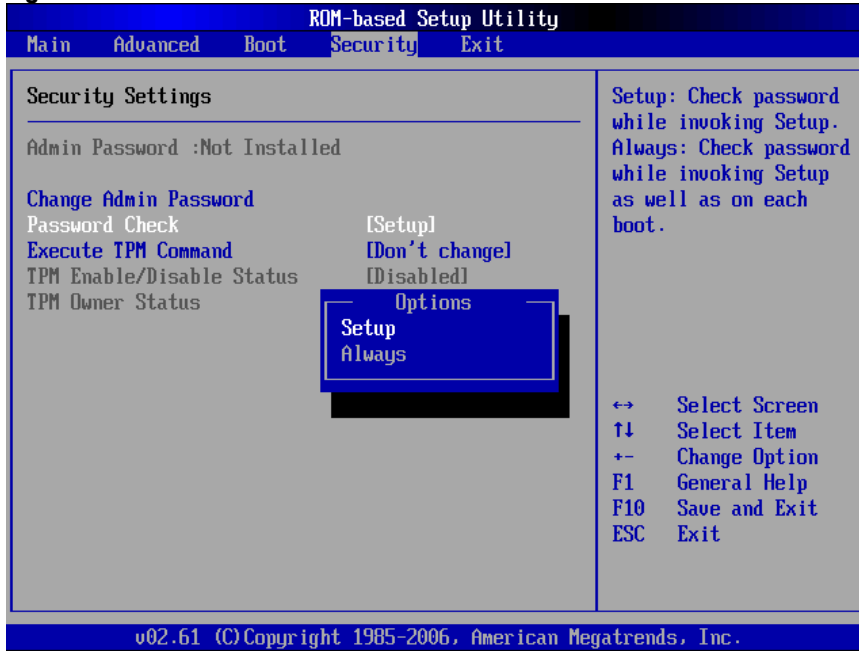 ROM-based Setup Utility
Main Advanced Boot Security Exit
Security Settings
Admin Password :Not Installed
Change Admin Password
Password Check [Setup]
Execute TPM Command [Don't change]
TPM Enable/Disable Status [Disabled]
TPM Owner Status
Options
Setup
Always
Setup: Check password
while invoking Setup.
Always: Check password
while invoking Setup
as well as on each
boot.
←→ Select Screen
↑↓ Select Item
+- Change Option
F1 General Help
F10 Save and Exit
ESC Exit
v02.61 (C)Copyright 1985-2006, American Megatrends, Inc.